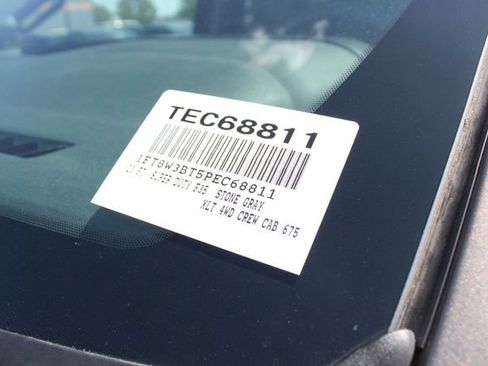 TEC68811
1FT8W3BT5PEC68811
SUPER DUTY F35 STONE GRAY
XLT 4WD CREW CAB 675